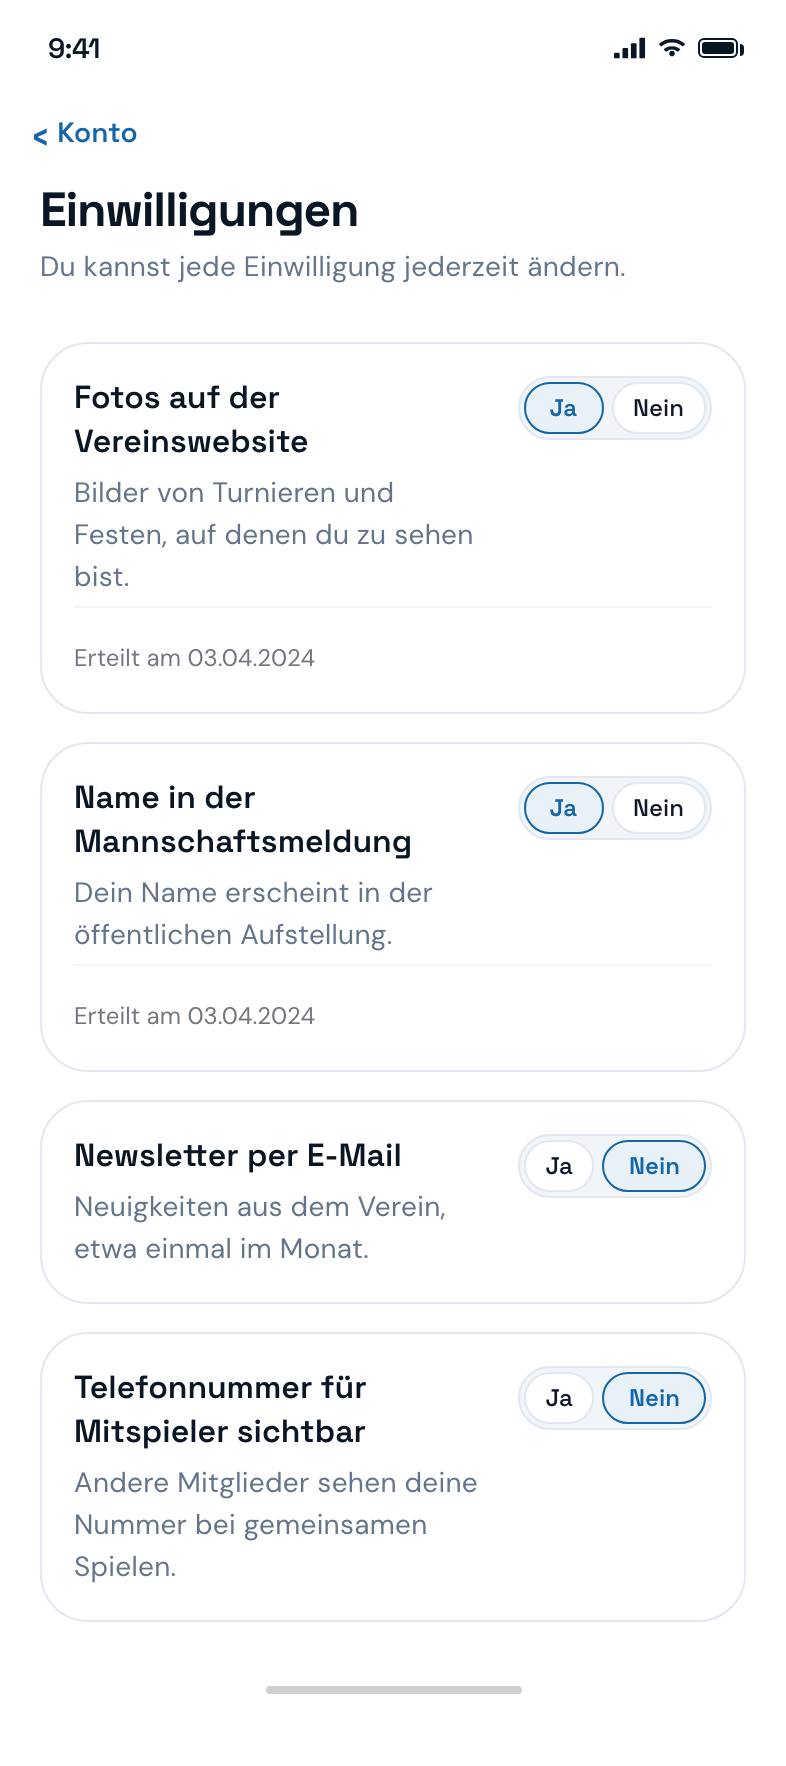 9:41
< Konto
Einwilligungen
Du kannst jede Einwilligung jederzeit ändern.
Fotos auf der
Vereinswebsite
Ja Nein
Bilder von Turnieren und
Festen, auf denen du zu sehen
bist.
Erteilt am 03.04.2024
Name in der
Mannschaftsmeldung
Ja Nein
Dein Name erscheint in der
öffentlichen Aufstellung.
Erteilt am 03.04.2024
Newsletter per E-Mail
Ja Nein
Neuigkeiten aus dem Verein,
etwa einmal im Monat.
Telefonnummer für
Mitspieler sichtbar
Ja Nein
Andere Mitglieder sehen deine
Nummer bei gemeinsamen
Spielen.